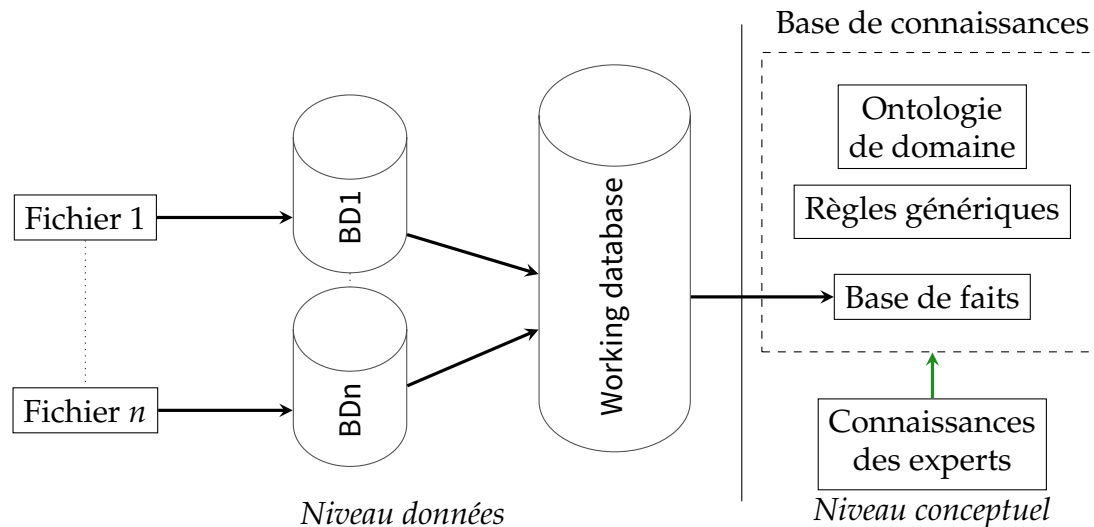 Base de connaissances
Ontologie
de domaine
Règles génériques
Base de faits
Connaissances
des experts
Niveau conceptuel
Fichier 1
Fichier n
BD1
BDn
Working database
Niveau données